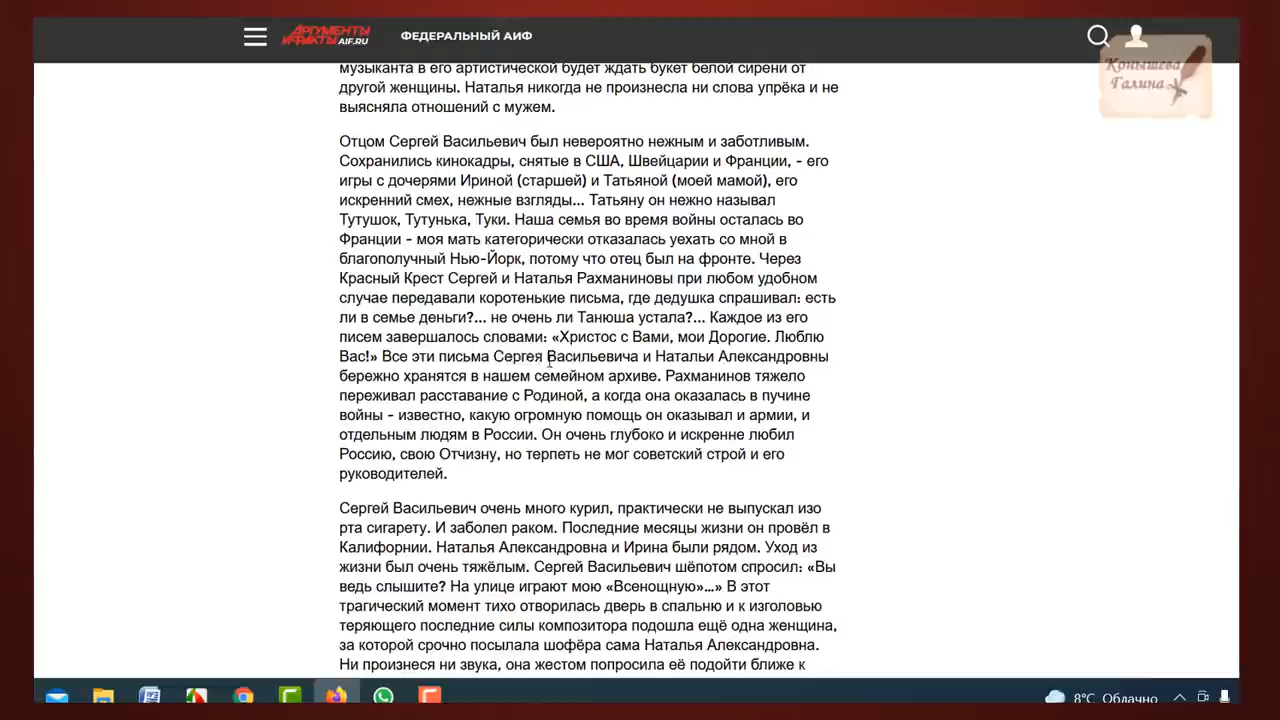 АРГУМЕНТЫ
И ФАКТЫ AIF.RU
ФЕДЕРАЛЬНЫЙ АИФ
Конышева
Галина
музыканта в его артистической будет ждать букет белой сирени от
другой женщины. Наталья никогда не произнесла ни слова упрёка и не
выясняла отношений с мужем.
Отцом Сергей Васильевич был невероятно нежным и заботливым.
Сохранились кинокадры, снятые в США, Швейцарии и Франции, - его
игры с дочерями Ириной (старшей) и Татьяной (моей мамой), его
искренний смех, нежные взгляды... Татьяну он нежно называл
Тутушок, Тутунька, Туки. Наша семья во время войны осталась во
Франции - моя мать категорически отказалась уехать со мной в
благополучный Нью-Йорк, потому что отец был на фронте. Через
Красный Крест Сергей и Наталья Рахманиновы при любом удобном
случае передавали коротенькие письма, где дедушка спрашивал: есть
ли в семье деньги?... не очень ли Танюша устала?... Каждое из его
писем завершалось словами: «Христос с Вами, мои Дорогие. Люблю
Вас!» Все эти письма Сергея Васильевича и Натальи Александровны
бережно хранятся в нашем семейном архиве. Рахманинов тяжело
переживал расставание с Родиной, а когда она оказалась в пучине
войны - известно, какую огромную помощь он оказывал и армии, и
отдельным людям в России. Он очень глубоко и искренне любил
Россию, свою Отчизну, но терпеть не мог советский строй и его
руководителей.
Сергей Васильевич очень много курил, практически не выпускал изо
рта сигарету. И заболел раком. Последние месяцы жизни он провёл в
Калифорнии. Наталья Александровна и Ирина были рядом. Уход из
жизни был очень тяжёлым. Сергей Васильевич шёпотом спросил: «Вы
ведь слышите? На улице играют мою «Всенощную»...» В этот
трагический момент тихо отворилась дверь в спальню и к изголовью
теряющего последние силы композитора подошла ещё одна женщина,
за которой срочно посылала шофёра сама Наталья Александровна.
Ни произнеся ни звука, она жестом попросила её подойти ближе к
8°C Облачно